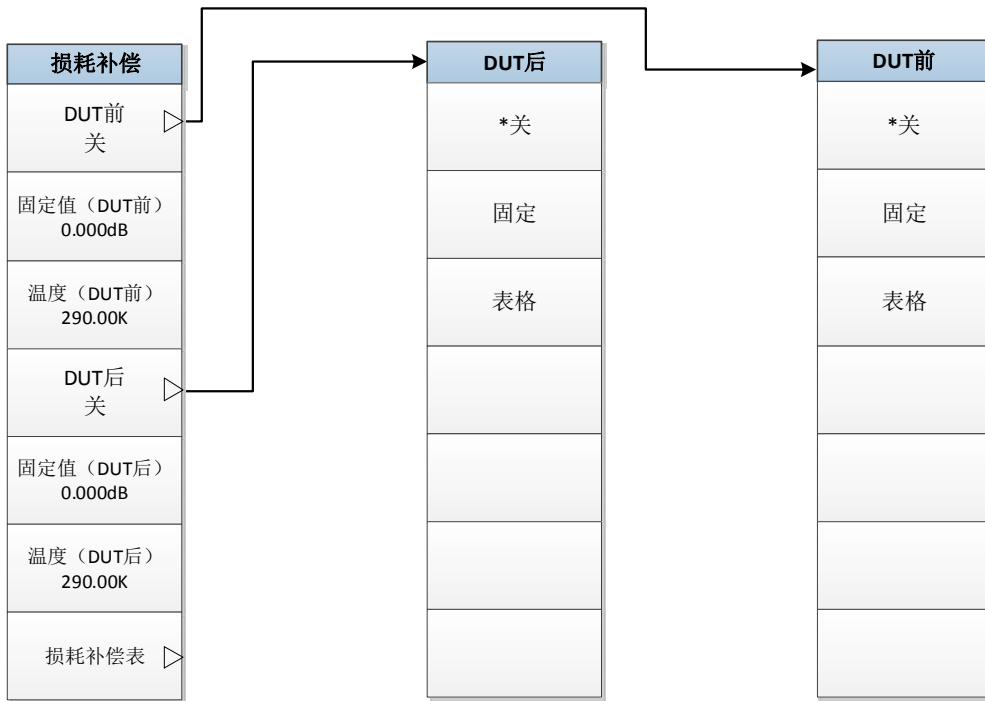 损耗补偿
DUT前
关
固定值（DUT前）
0.000dB
温度（DUT前）
290.00K
DUT后
关
固定值（DUT后）
0.000dB
温度（DUT后）
290.00K
损耗补偿表
DUT后
*关
固定
表格
DUT前
*关
固定
表格